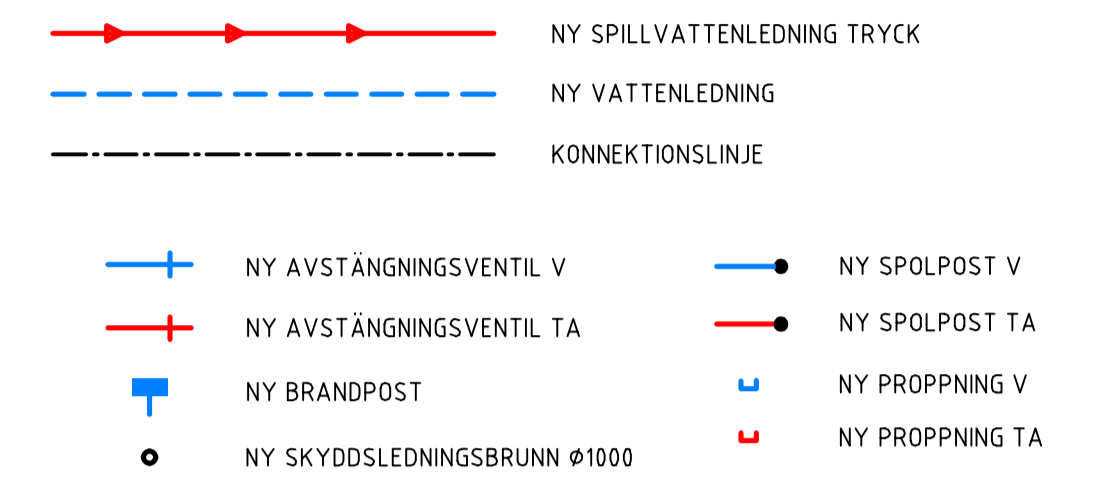 NY SPILLVATTENLEDNING TRYCK
NY VATTENLEDNING
KONNEKTIONSLINJE
NY AVSTÄNGNINGSVENTIL V
NY AVSTÄNGNINGSVENTIL TA
NY BRANDPOST
NY SKYDDSLEDNINGSBRUNN Ø1000
NY SPOLPOST V
NY SPOLPOST TA
NY PROPPNING V
NY PROPPNING TA